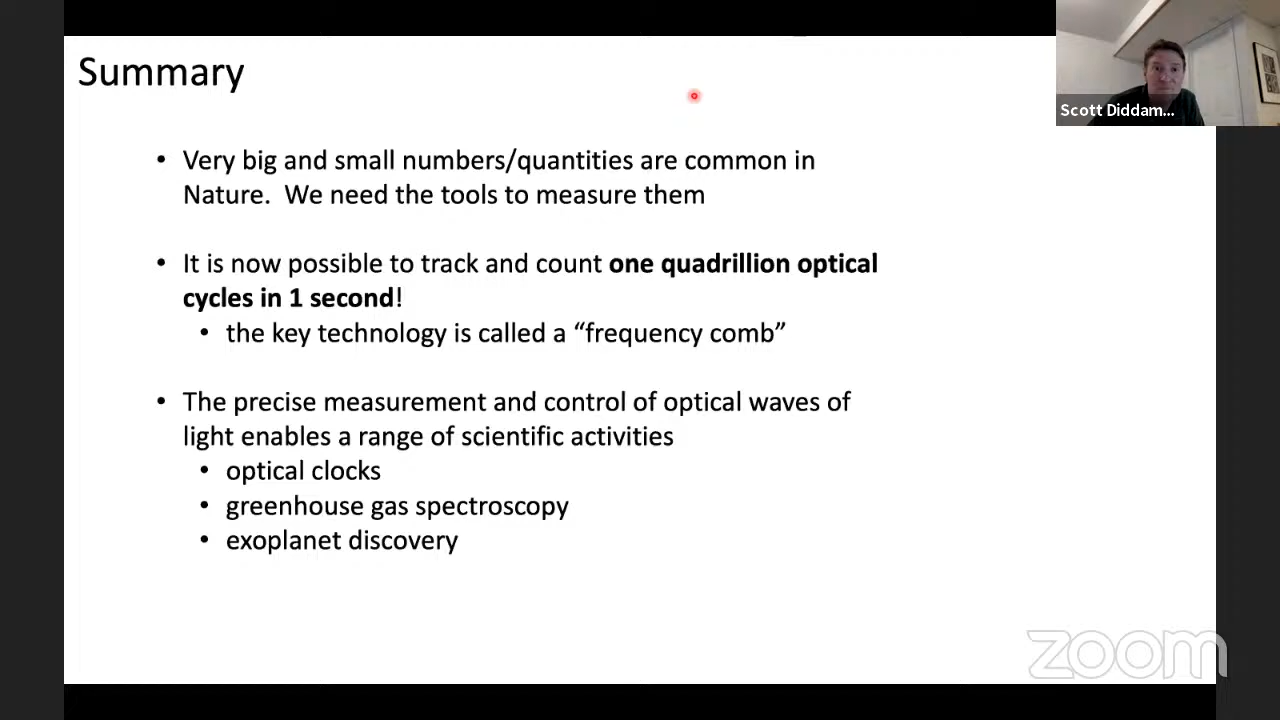 Summary
Scott Diddam...
• Very big and small numbers/quantities are common in
Nature.  We need the tools to measure them
• It is now possible to track and count one quadrillion optical
cycles in 1 second!
• the key technology is called a “frequency comb”
• The precise measurement and control of optical waves of
light enables a range of scientific activities
• optical clocks
• greenhouse gas spectroscopy
• exoplanet discovery
zoom